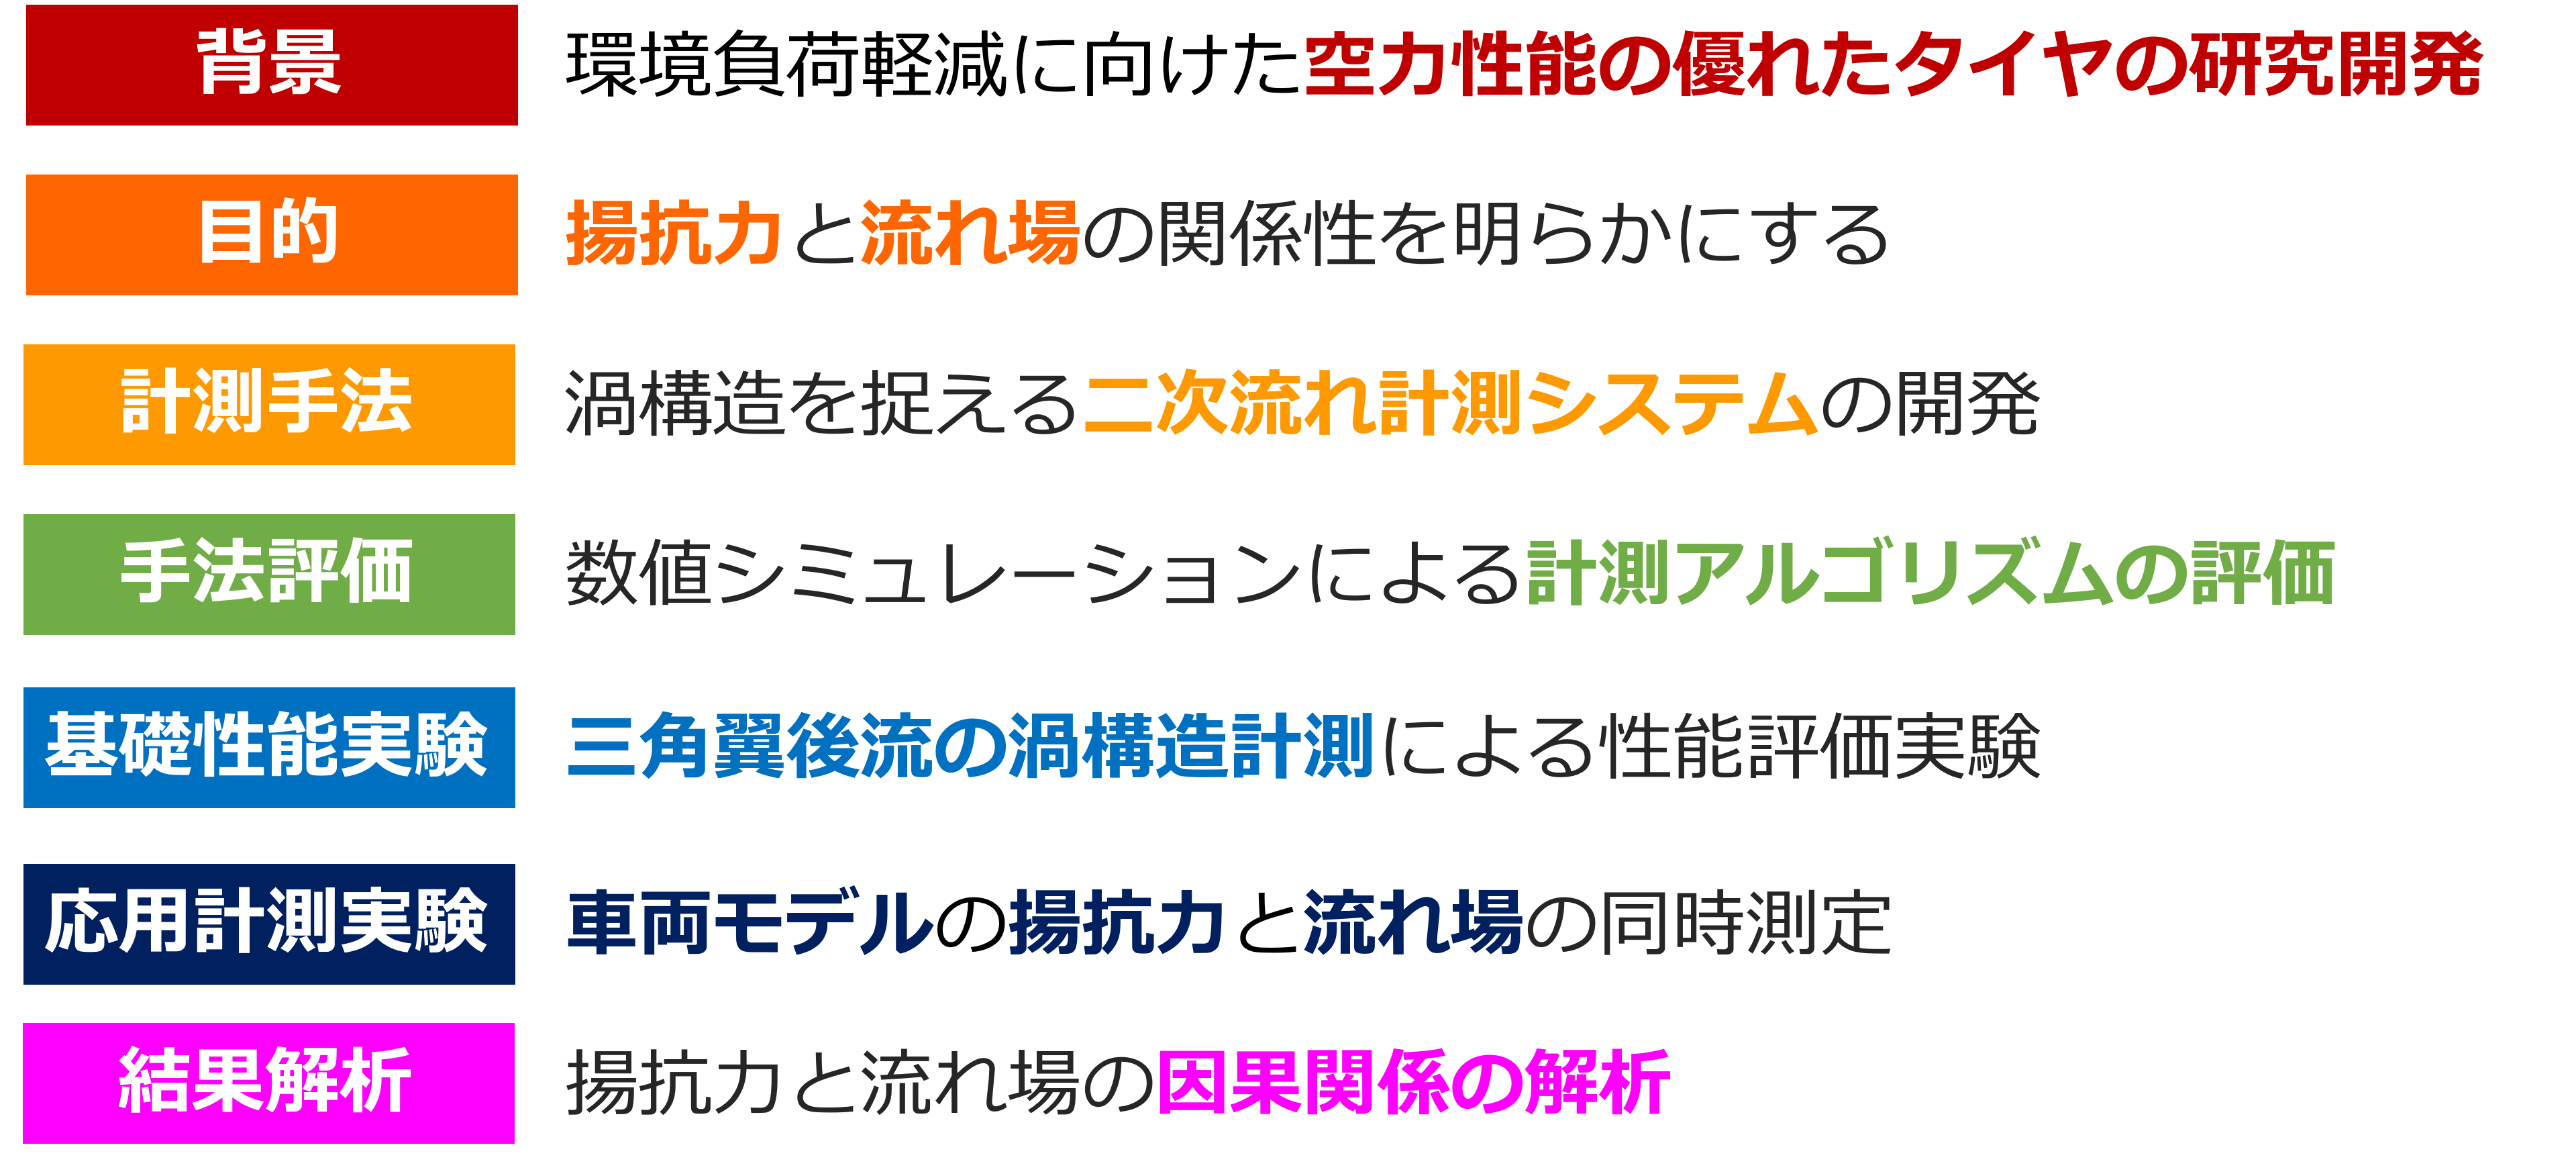 背景 環境負荷軽減に向けた空力性能の優れたタイヤの研究開発
目的 揚抗力と流れ場の関係性を明らかにする
計測手法 渦構造を捉える二次流れ計測システムの開発
手法評価 数値シミュレーションによる計測アルゴリズムの評価
基礎性能実験 三角翼後流の渦構造計測による性能評価実験
応用計測実験 車両モデルの揚抗力と流れ場の同時測定
結果解析 揚抗力と流れ場の因果関係の解析